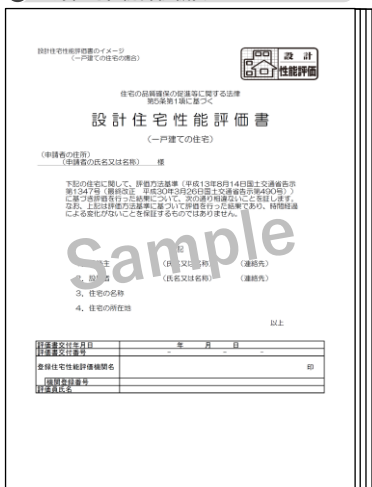 設計住宅性能評価書のイメージ
（一戸建ての住宅の場合）
設計
性能評価
住宅の品質確保の促進等に関する法律
第5条第1項に基づく
設計住宅性能評価書
（一戸建ての住宅）
（申請者の住所）
（申請者の氏名又は名称） 様
下記の住宅に関して、評価方法基準（平成13年8月14日国土交通省告示
第1347号（最終改正 平成30年3月26日国土交通省告示第490号））
に基づき評価を行った結果について、次の通り相違ないことを証します。
なお、上記は評価方法基準に基づいて評価を行った結果であり、時間経過
による変化がないことを保証するものではありません。
Sample
記
主 （氏名又は名称） （連絡先）
2．設計者 （氏名又は名称） （連絡先）
3．住宅の名称
4．住宅の所在地
以上
評価書交付年月日 年 月 日
評価書交付番号 - - -
登録住宅性能評価機関名 印
機関登録番号
評価員氏名